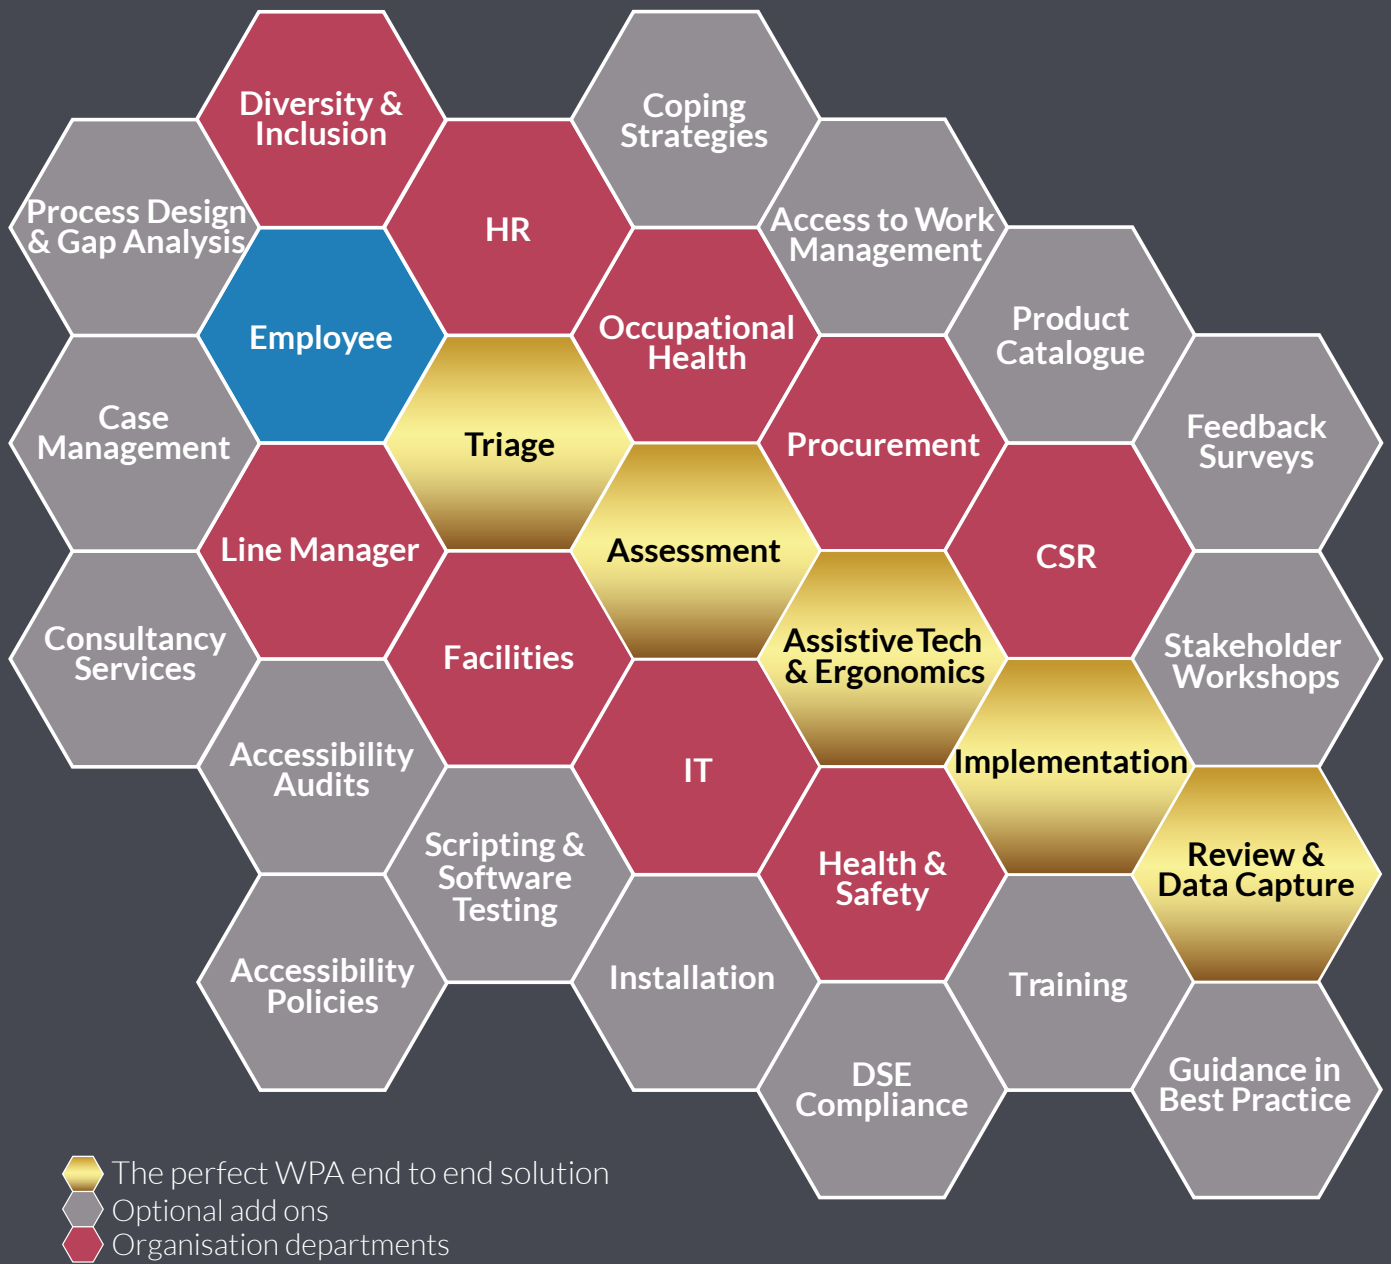 Diversity &
Inclusion
Coping
Strategies
Process Design
& Gap Analysis
HR
Access to Work
Management
Employee
Occupational
Health
Product
Catalogue
Case
Management
Triage
Procurement
Feedback
Surveys
Line Manager
Assessment
CSR
Consultancy
Services
Facilities
Assistive Tech
& Ergonomics
Stakeholder
Workshops
Accessibility
Audits
IT
Implementation
Scripting &
Software
Testing
Health &
Safety
Review &
Data Capture
Accessibility
Policies
Installation
Training
DSE
Compliance
Guidance in
Best Practice
The perfect WPA end to end solution
Optional add ons
Organisation departments